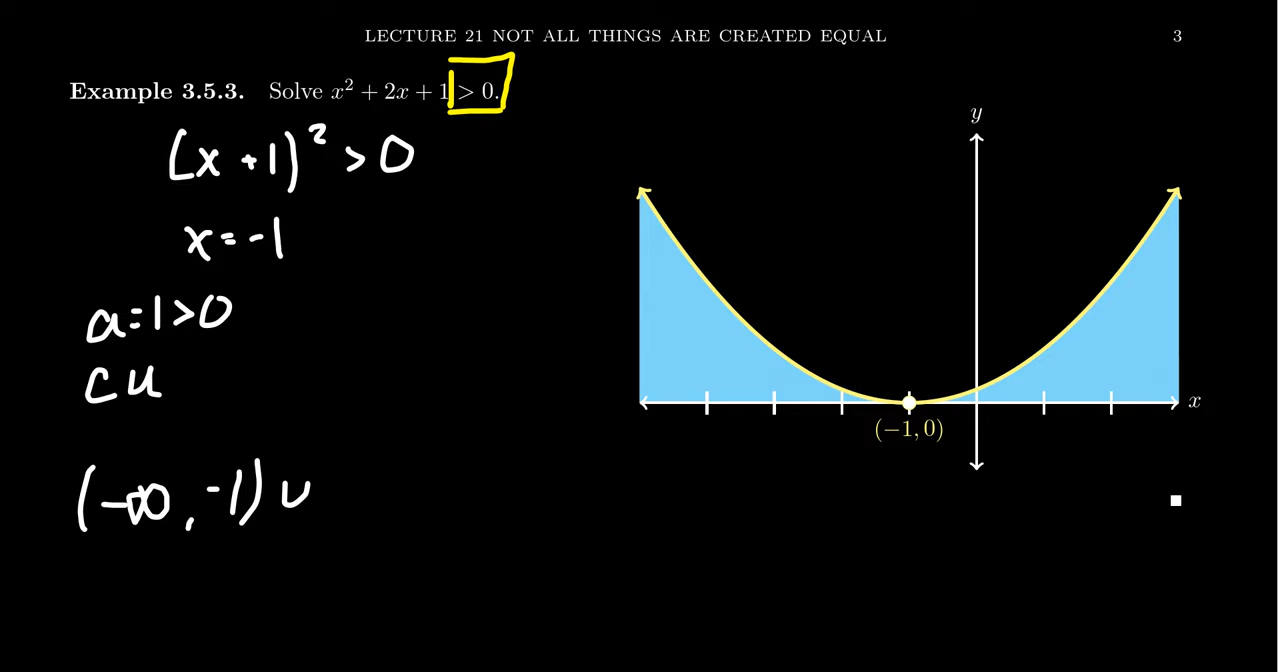 LECTURE 21 NOT ALL THINGS ARE CREATED EQUAL 3
Example 3.5.3. Solve x² + 2x + 1 > 0.
(x + 1)² > 0
x = -1
a = 1 > 0
CU
(-∞, -1) ∪
y
x
(−1, 0)